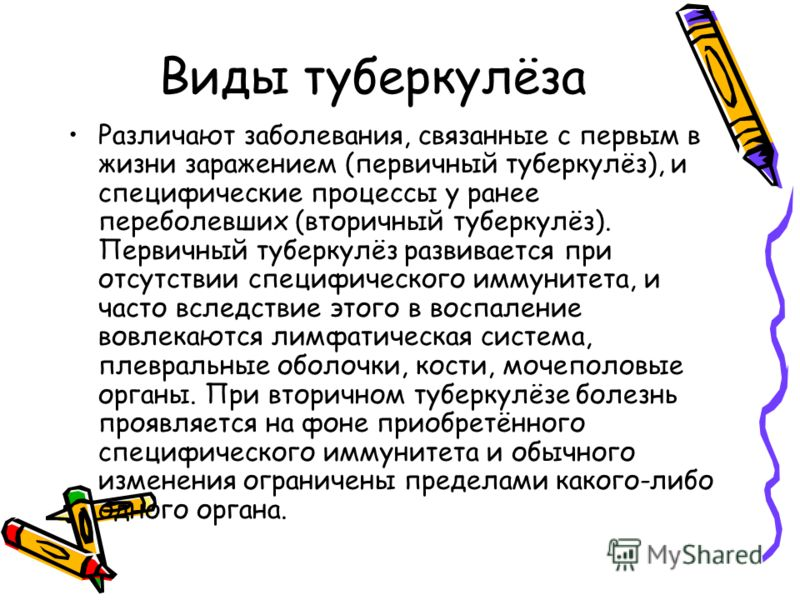 Виды туберкулёза
• Различают заболевания, связанные с первым в
жизни заражением (первичный туберкулёз), и
специфические процессы у ранее
переболевших (вторичный туберкулёз).
Первичный туберкулёз развивается при
отсутствии специфического иммунитета, и
часто вследствие этого в воспаление
вовлекаются лимфатическая система,
плевральные оболочки, кости, мочеполовые
органы. При вторичном туберкулёзе болезнь
проявляется на фоне приобретённого
специфического иммунитета и обычного
изменения ограничены пределами какого-либо
одного органа.
MyShared